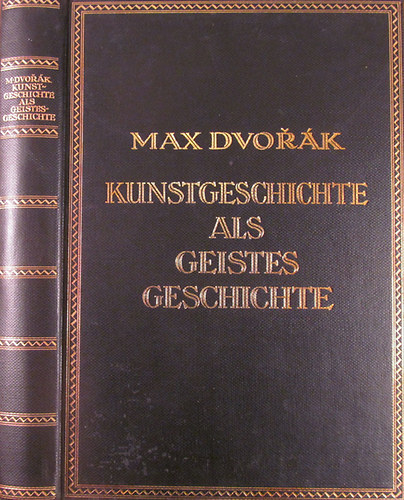 M·DVOŘÁK
KUNST-
GESCHICHTE
ALS
GEISTES-
GESCHICHTE
MAX DVOŘÁK
KUNSTGESCHICHTE
ALS
GEISTES
GESCHICHTE